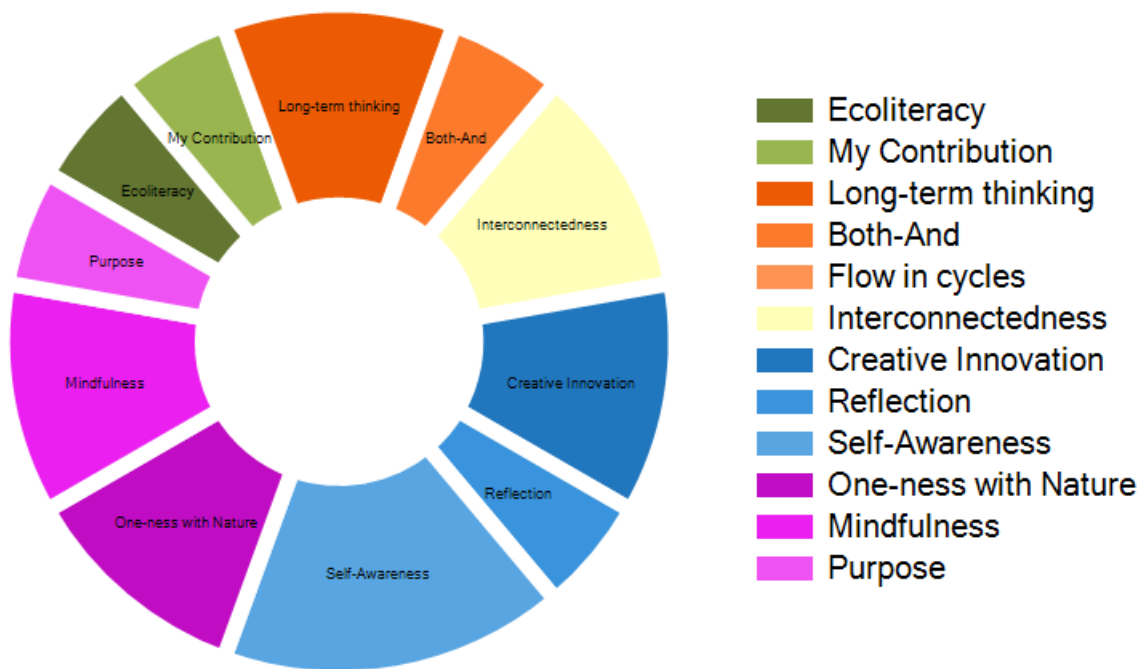 Long-term thinking
Both-And
My Contribution
Ecoliteracy
Interconnectedness
Purpose
Mindfulness
Creative Innovation
Reflection
One-ness with Nature
Self-Awareness
Ecoliteracy
My Contribution
Long-term thinking
Both-And
Flow in cycles
Interconnectedness
Creative Innovation
Reflection
Self-Awareness
One-ness with Nature
Mindfulness
Purpose